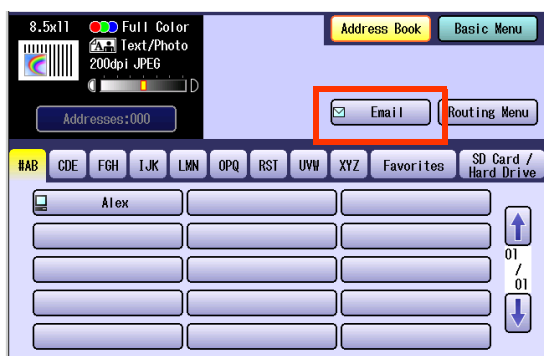 8.5x11 Full Color
Text/Photo
200dpi JPEG
D
Addresses:000
Address Book
Basic Menu
Email
Routing Menu
#AB CDE FGH IJK LMN OPQ RST UVW XYZ Favorites SD Card /
Hard Drive
Alex
01
/
01